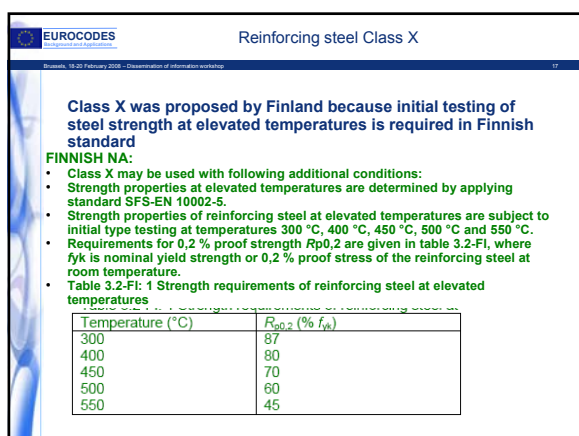 EUROCODES
Background and Applications
Reinforcing steel Class X
Brussels, 18-20 February 2008 – Dissemination of information workshop 17
Class X was proposed by Finland because initial testing of
steel strength at elevated temperatures is required in Finnish
standard
FINNISH NA:
• Class X may be used with following additional conditions:
• Strength properties at elevated temperatures are determined by applying
standard SFS-EN 10002-5.
• Strength properties of reinforcing steel at elevated temperatures are subject to
initial type testing at temperatures 300 °C, 400 °C, 450 °C, 500 °C and 550 °C.
• Requirements for 0,2 % proof strength Rp0,2 are given in table 3.2-FI, where
fyk is nominal yield strength or 0,2 % proof stress of the reinforcing steel at
room temperature.
• Table 3.2-FI: 1 Strength requirements of reinforcing steel at elevated
temperatures
Temperature (°C) Rp0,2 (% fyk)
300 87
400 80
450 70
500 60
550 45